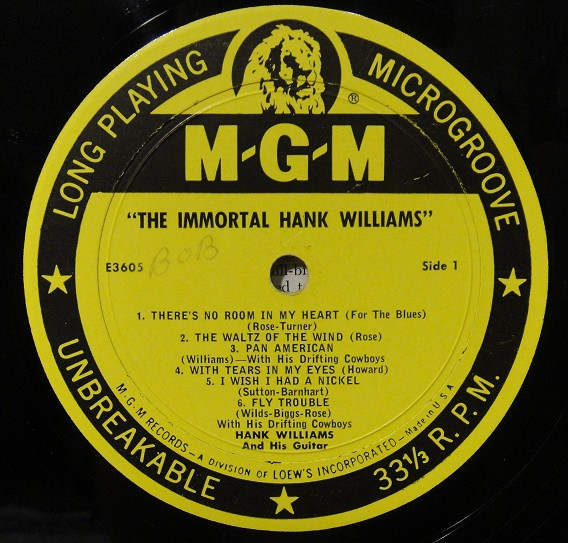 LONG PLAYING
MICROGROOVE
®
M-G-M
"THE IMMORTAL HANK WILLIAMS"
E3605
BOB
Side 1
1. THERE'S NO ROOM IN MY HEART (For The Blues)
(Rose-Turner)
2. THE WALTZ OF THE WIND (Rose)
3. PAN AMERICAN
(Williams)—With His Drifting Cowboys
4. WITH TEARS IN MY EYES (Howard)
5. I WISH I HAD A NICKEL
(Sutton-Barnhart)
6. FLY TROUBLE
(Wilds-Biggs-Rose)
With His Drifting Cowboys
HANK WILLIAMS
And His Guitar
M-G-M RECORDS—A DIVISION OF LOEW'S INCORPORATED—Made in U.S.A.
UNBREAKABLE
33⅓ R.P.M.